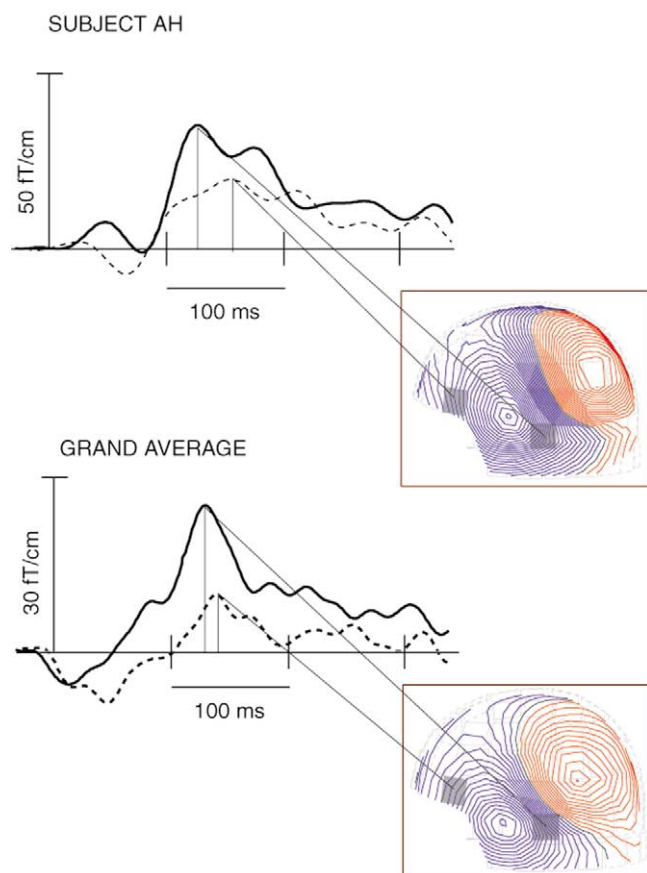 SUBJECT AH
50 fT/cm
100 ms
GRAND AVERAGE
30 fT/cm
100 ms